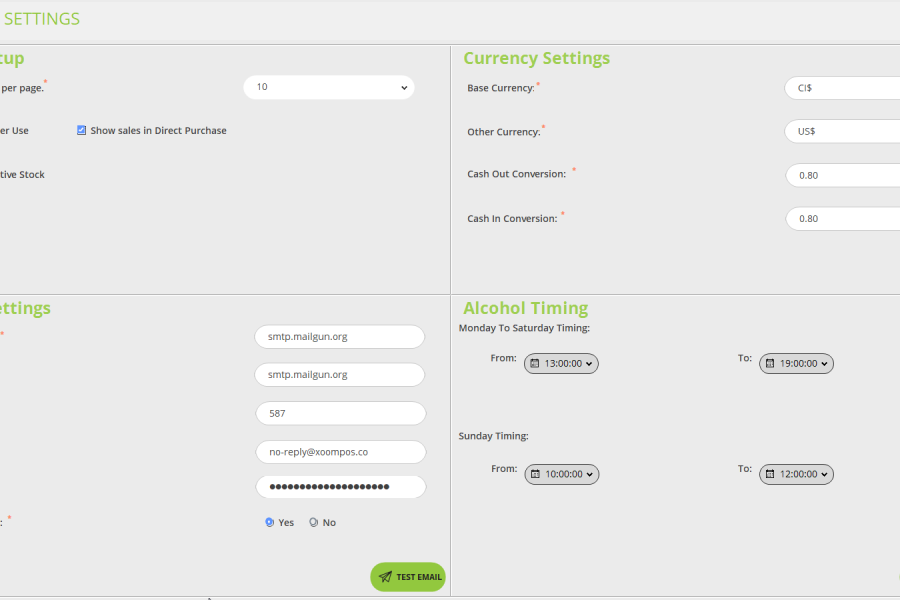 SETTINGS
tup
per page.*
10
er Use
Show sales in Direct Purchase
tive Stock
Currency Settings
Base Currency:*
CI$
Other Currency:*
US$
Cash Out Conversion: *
0.80
Cash In Conversion: *
0.80
ettings
*
smtp.mailgun.org
smtp.mailgun.org
587
no-reply@xoompos.co
●●●●●●●●●●●●●●●●●●●●
: *
Yes
No
TEST EMAIL
Alcohol Timing
Monday To Saturday Timing:
From:
13:00:00
To:
19:00:00
Sunday Timing:
From:
10:00:00
To:
12:00:00